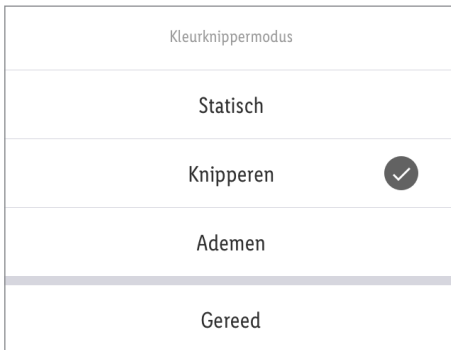 Kleurknippermodus
Statisch
Knipperen
Ademen
Gereed